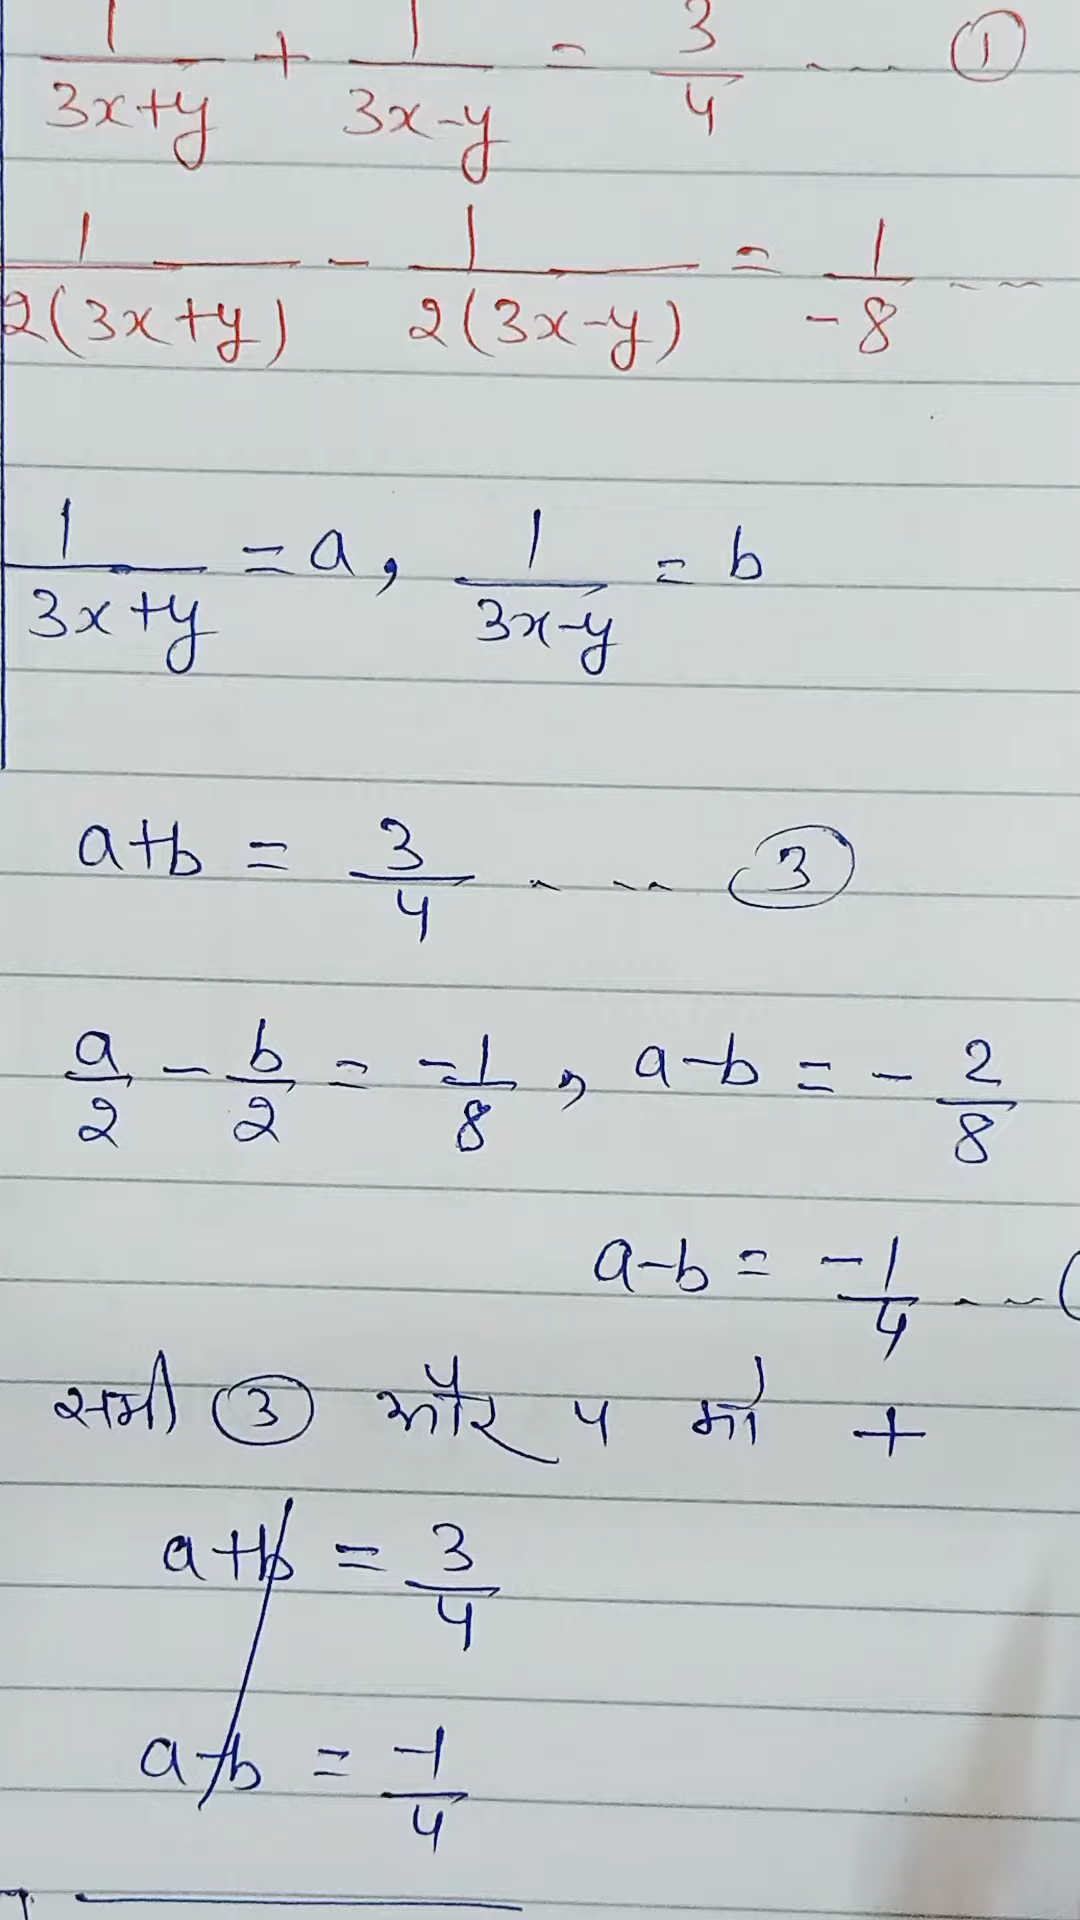 1/(3x+y) + 1/(3x-y) = 3/4 ---- ①
1/2(3x+y) - 1/2(3x-y) = 1/-8 ----
1/(3x+y) = a, 1/(3x-y) = b
a+b = 3/4 ---- ③
a/2 - b/2 = -1/8, a-b = -2/8
a-b = -1/4 ---- (
समी ③ और 4 को +
a+b = 3/4
a-b = -1/4